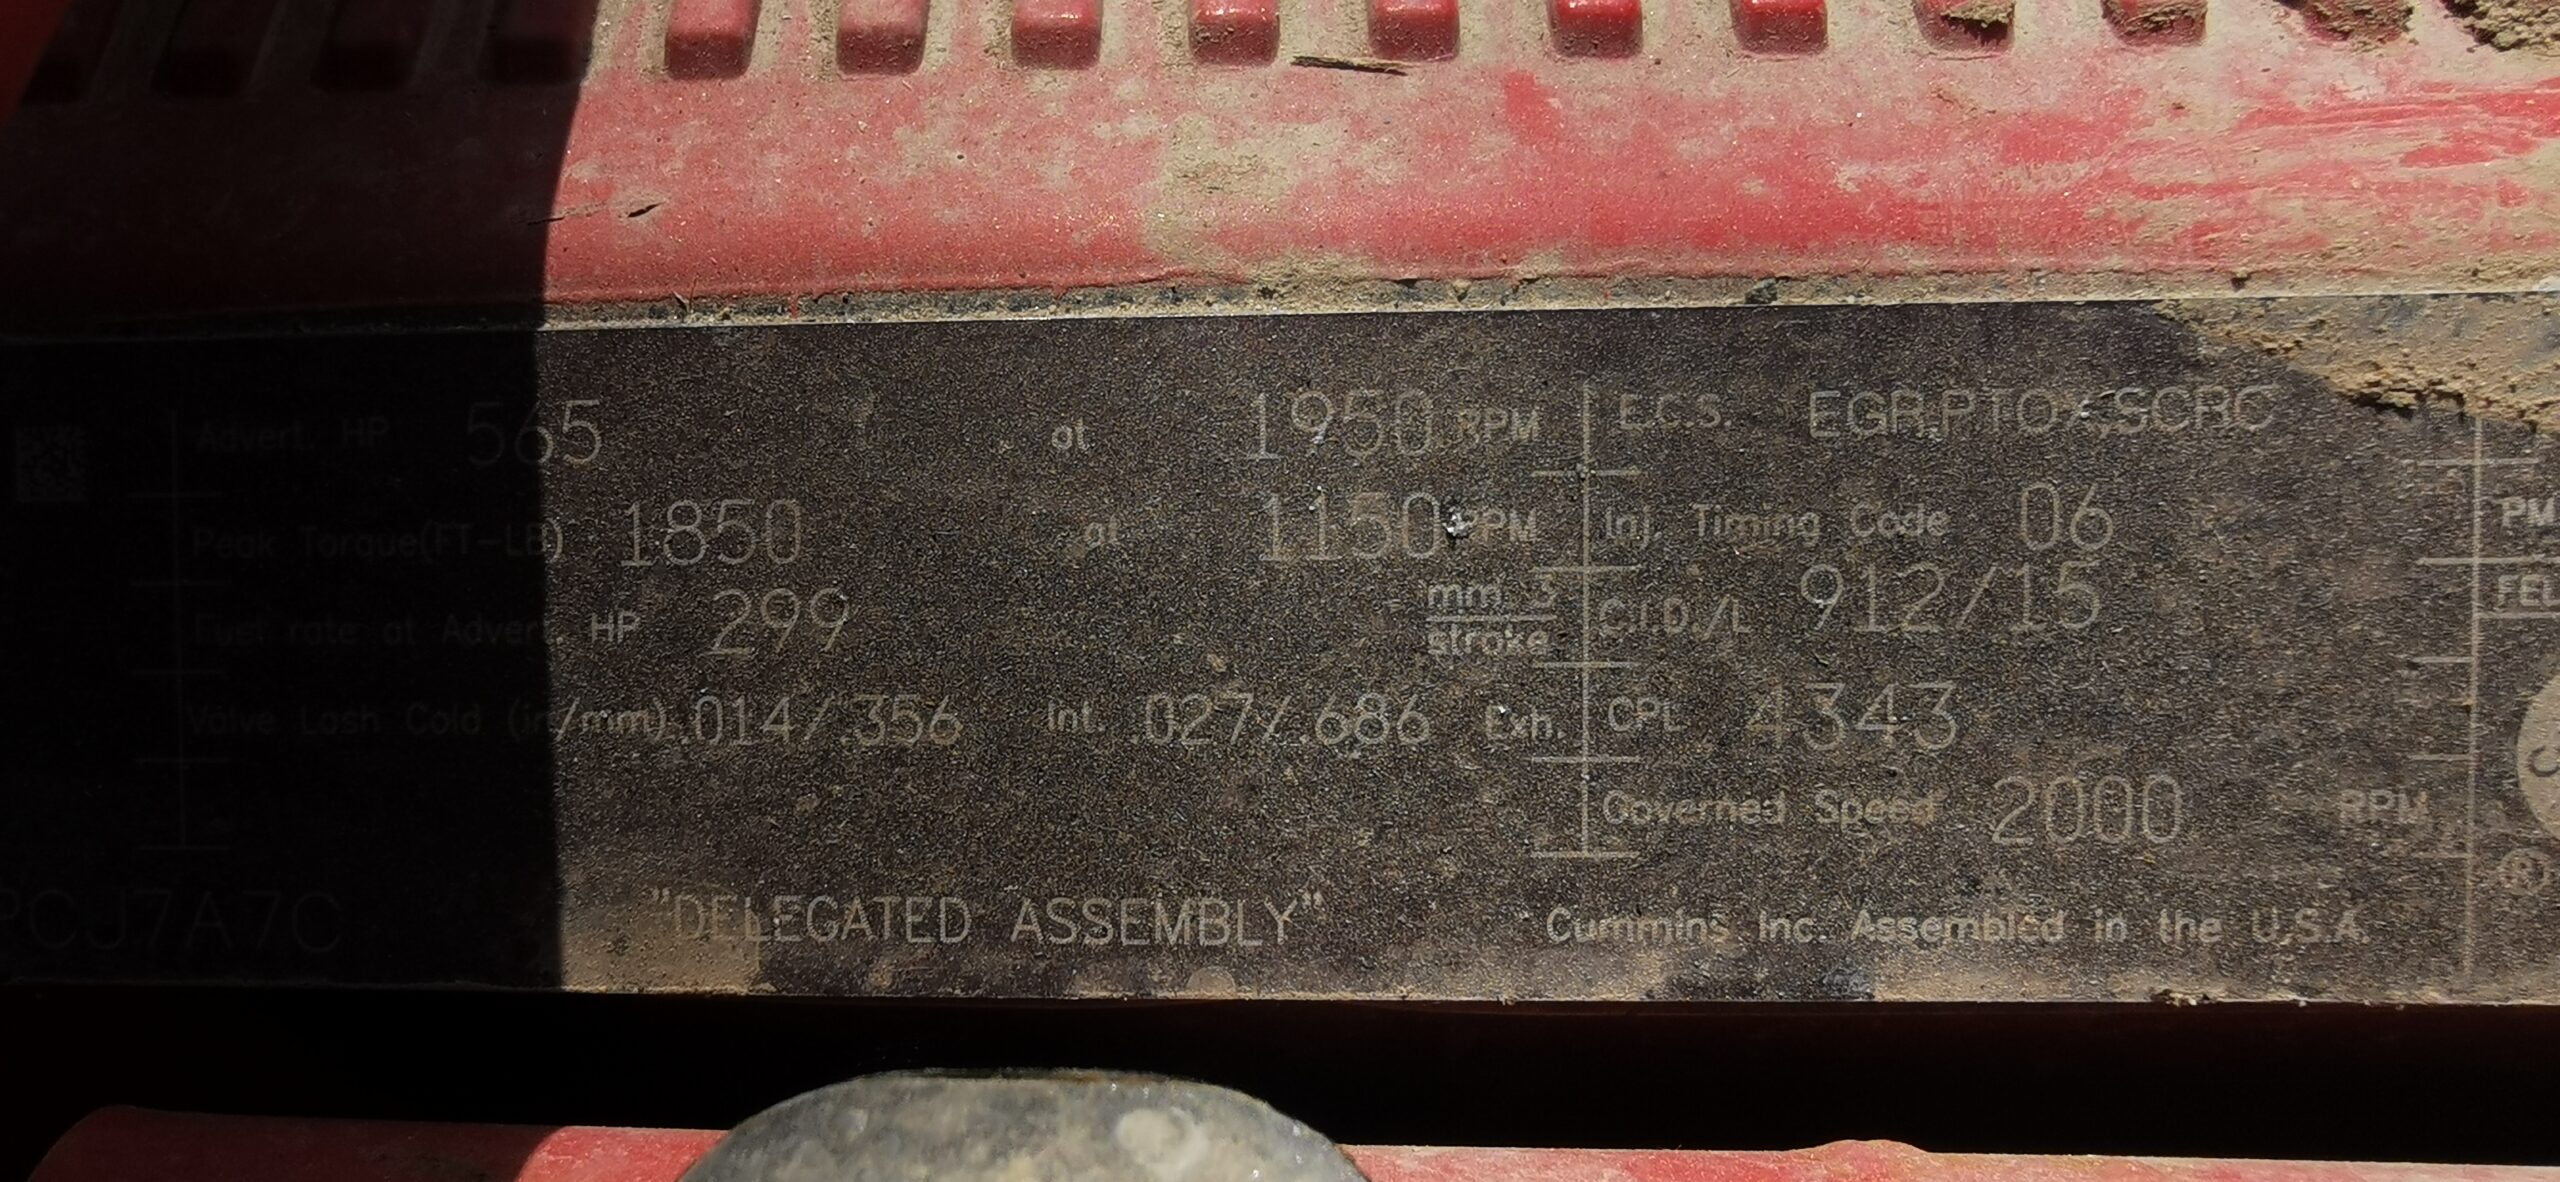 Advert. HP 565 at 1950 RPM
Peak Torque(FT-LB) 1850 at 1150 RPM
Fuel rate at Advert. HP 299 mm 3 stroke
Valve Lash Cold (in/mm) .014/.356 Int. .027/.686 Exh.
PCJ7A7C
"DELEGATED ASSEMBLY"
E.C.S. EGR,PTOX,SCRC
Inj. Timing Code 06
C.I.D./L 912/15
CPL 4343
Governed Speed 2000 RPM
Cummins Inc. Assembled in the U.S.A.
PM
FEL
®